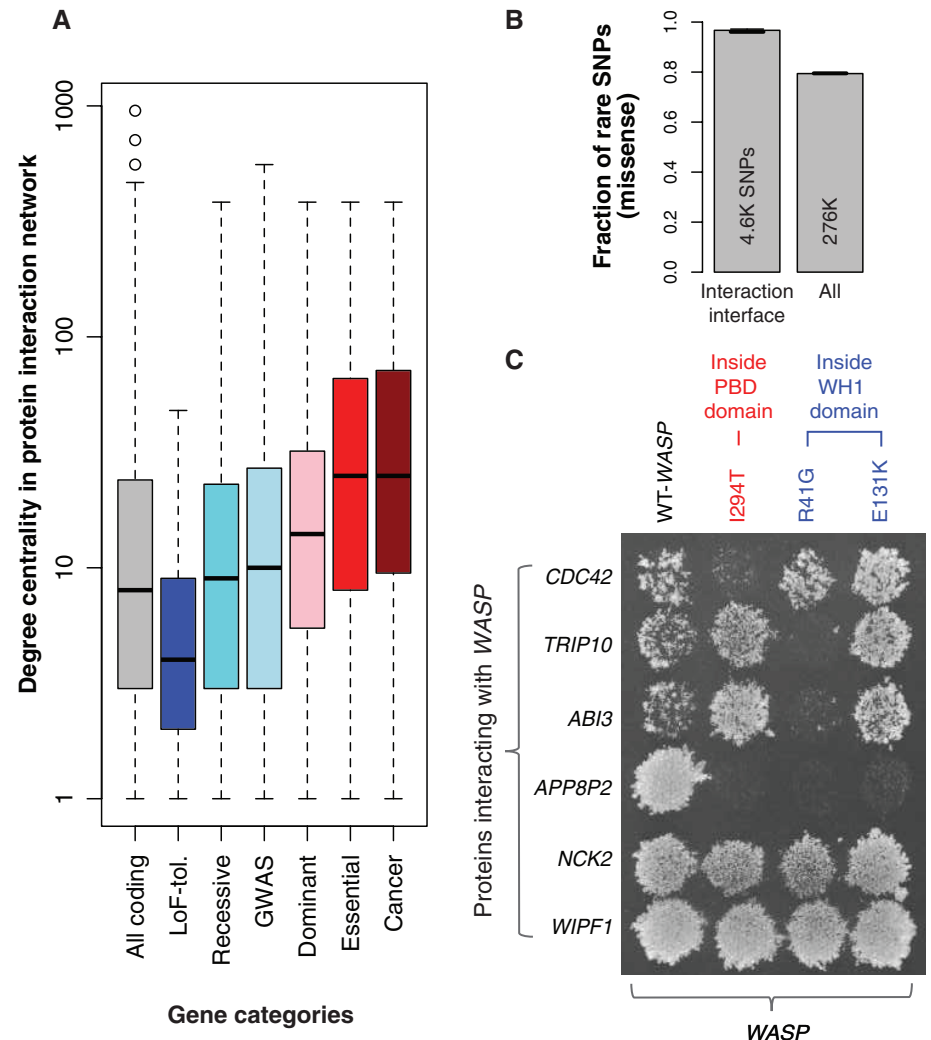 A
Degree centrality in protein interaction network
1000
100
10
1
All coding
LoF-tol.
Recessive
GWAS
Dominant
Essential
Cancer
Gene categories
B
Fraction of rare SNPs
(missense)
1.0
0.8
0.6
0.4
0.2
0.0
4.6K SNPs
276K
Interaction
interface
All
C
Inside
PBD
domain
Inside
WH1
domain
WT-WASP
I294T
R41G
E131K
Proteins interacting with WASP
CDC42
TRIP10
ABI3
APP8P2
NCK2
WIPF1
WASP